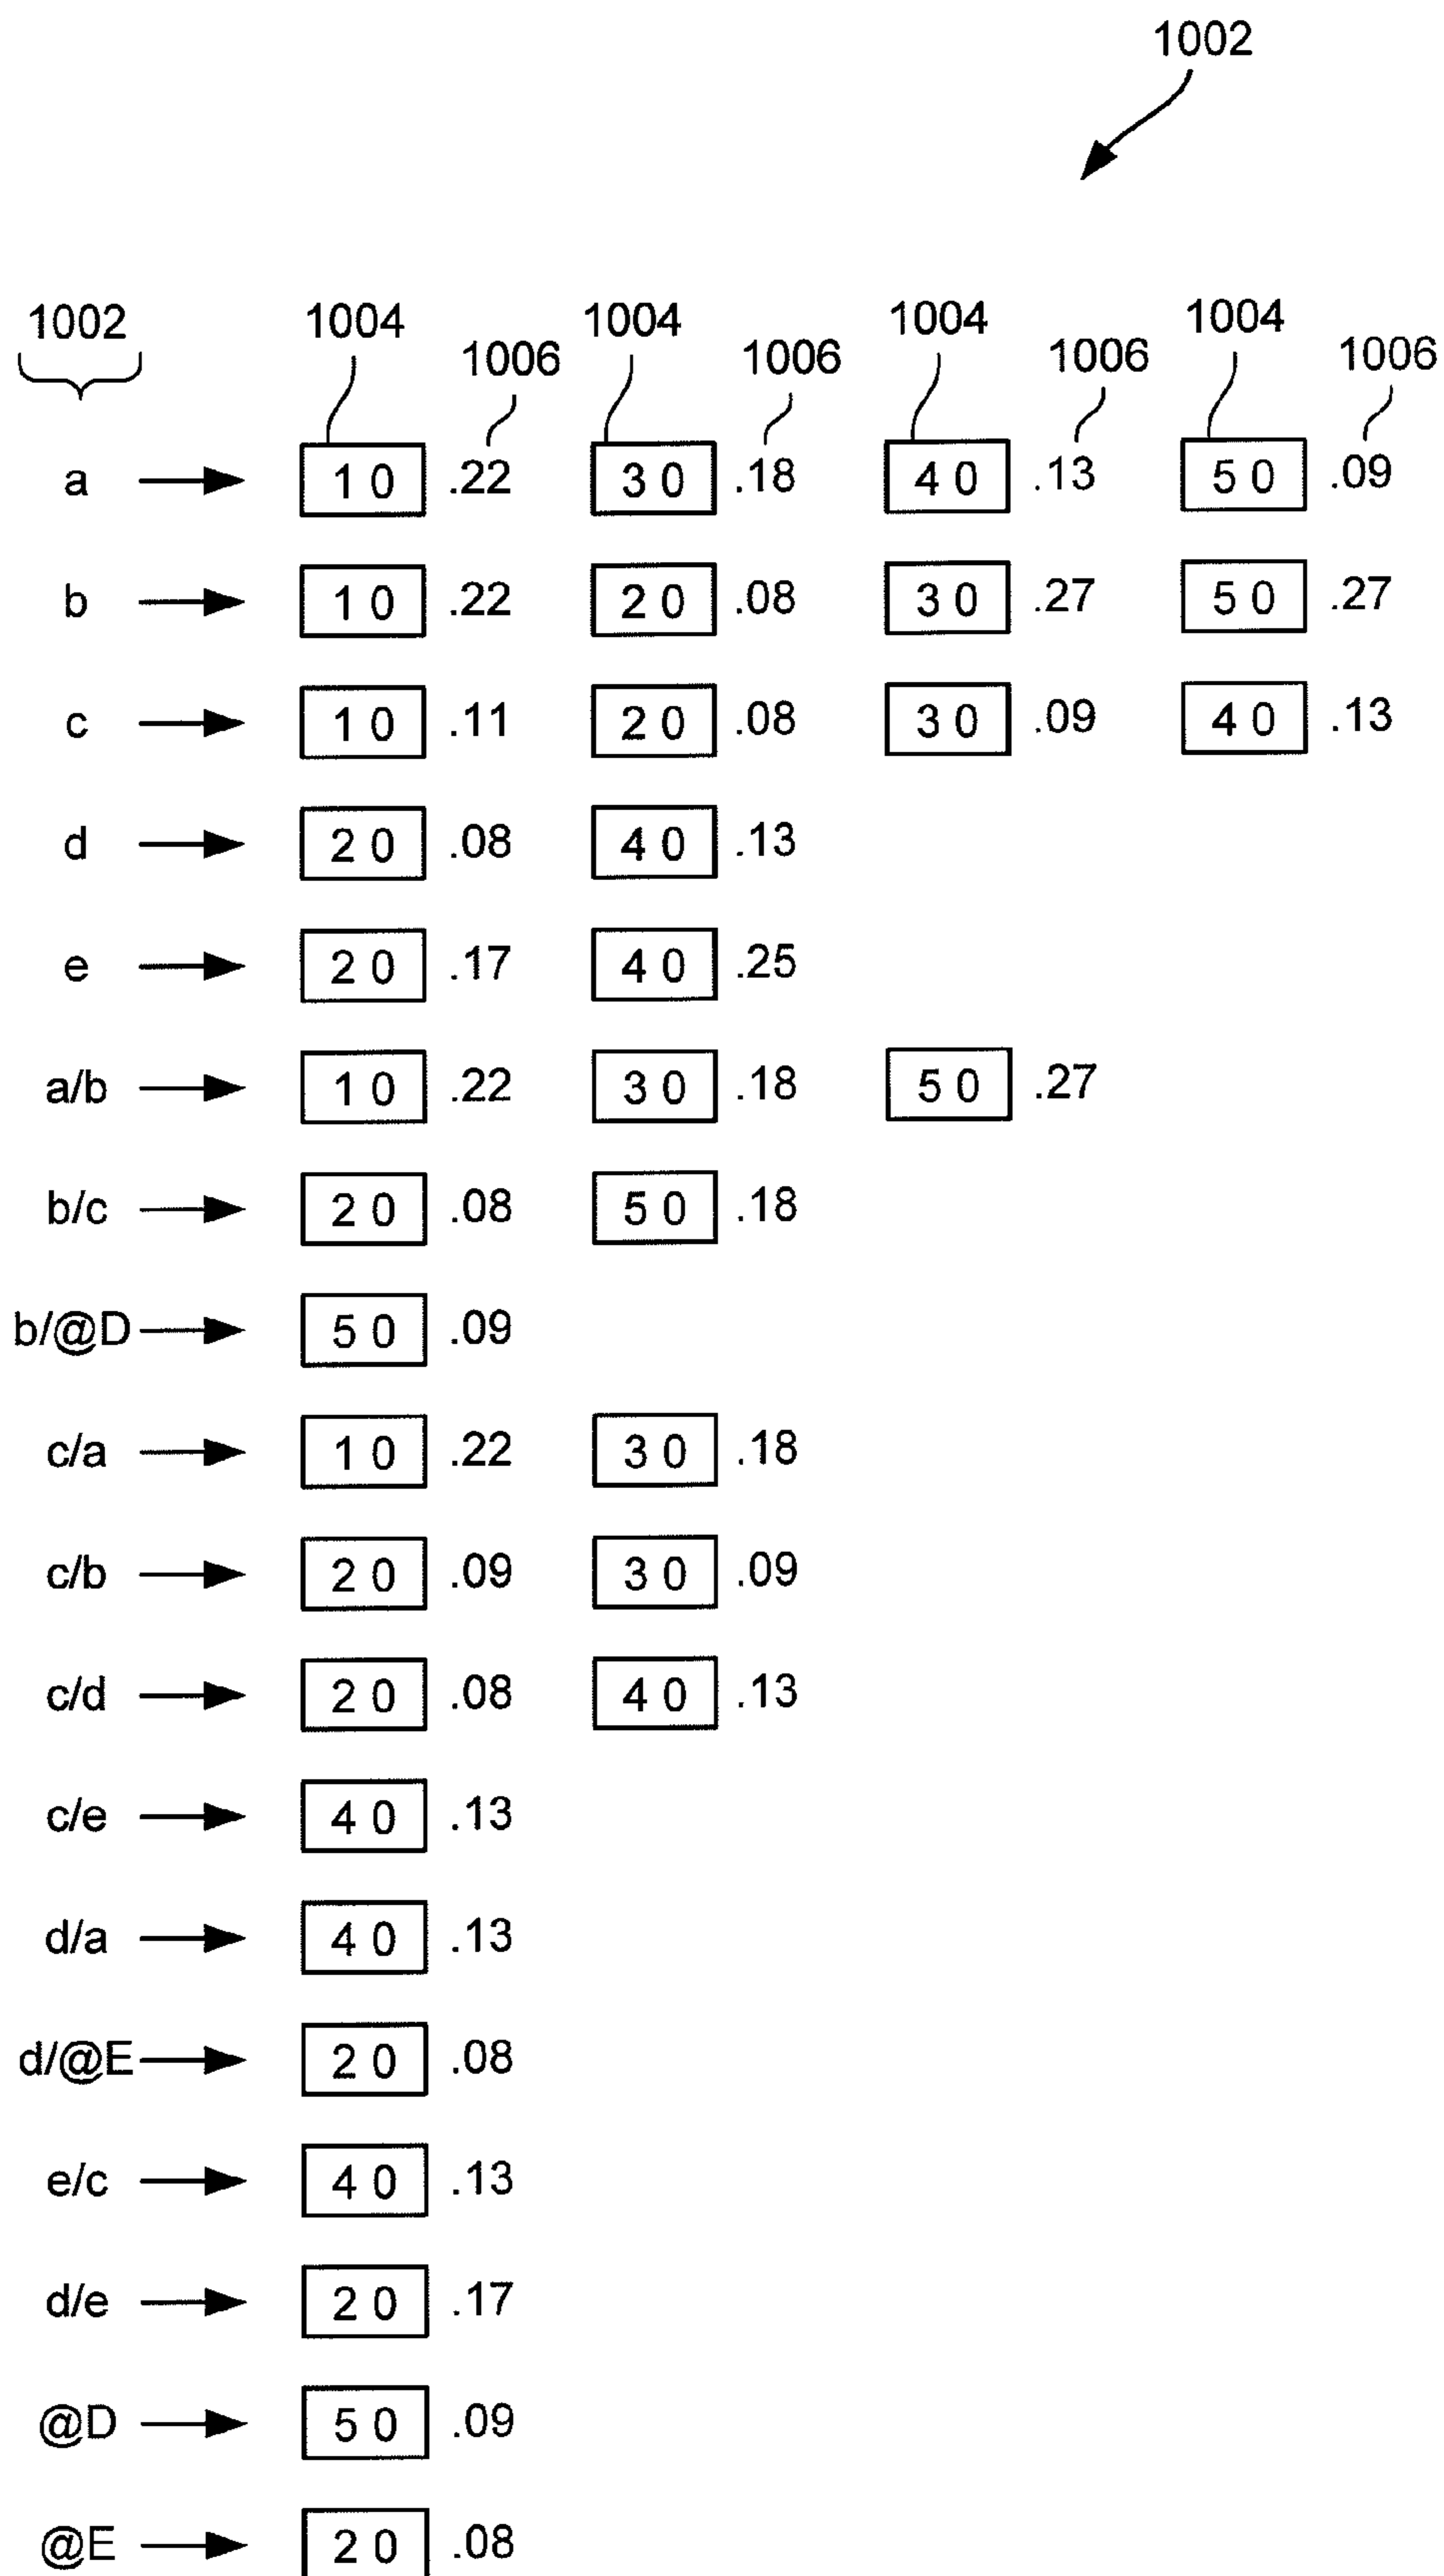 1002
1002 1004 1004 1004 1004
1006 1006 1006 1006
a 10 .22 30 .18 40 .13 50 .09
b 10 .22 20 .08 30 .27 50 .27
c 10 .11 20 .08 30 .09 40 .13
d 20 .08 40 .13
e 20 .17 40 .25
a/b 10 .22 30 .18 50 .27
b/c 20 .08 50 .18
b/@D 50 .09
c/a 10 .22 30 .18
c/b 20 .09 30 .09
c/d 20 .08 40 .13
c/e 40 .13
d/a 40 .13
d/@E 20 .08
e/c 40 .13
d/e 20 .17
@D 50 .09
@E 20 .08